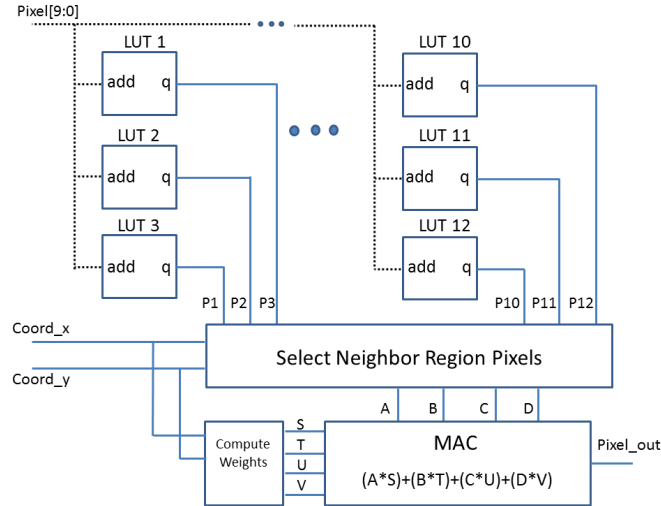 Pixel[9:0]
LUT 1
LUT 10
add q
add q
LUT 2
LUT 11
add q
add q
LUT 3
LUT 12
add q
add q
P1 P2 P3
P10 P11 P12
Coord_x
Select Neighbor Region Pixels
Coord_y
A B C D
S
T
U
V
Compute
Weights
MAC
(A*S)+(B*T)+(C*U)+(D*V)
Pixel_out